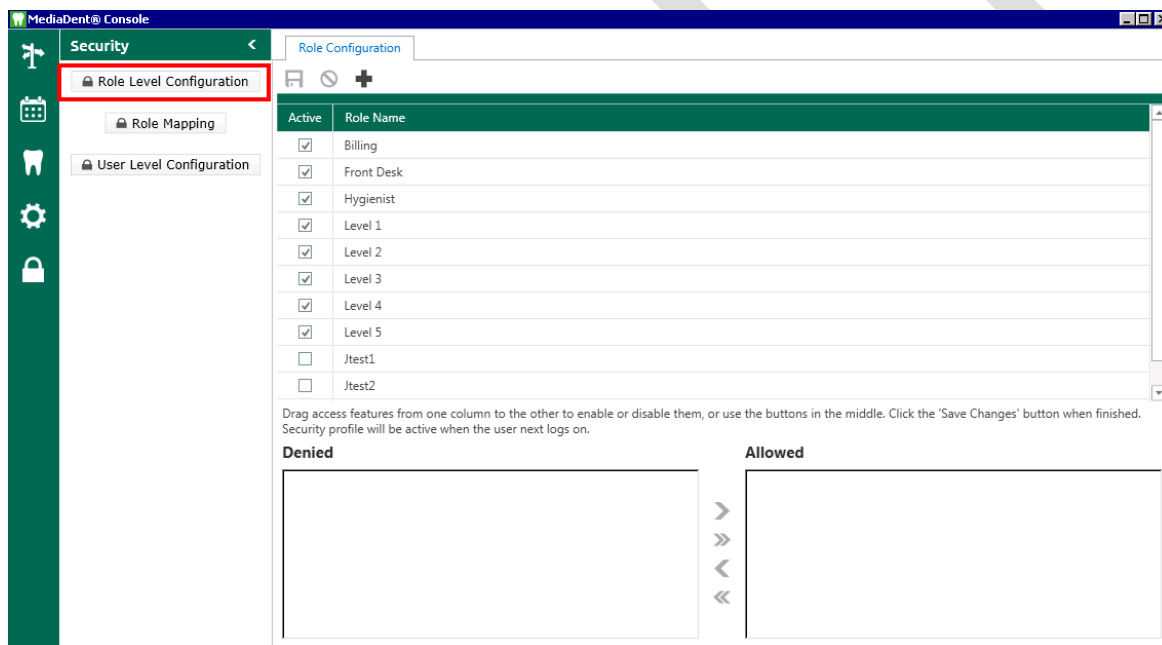 MediaDent® Console
Security
Role Level Configuration
Role Mapping
User Level Configuration
Role Configuration
Active Role Name
Billing
Front Desk
Hygienist
Level 1
Level 2
Level 3
Level 4
Level 5
Jtest1
Jtest2
Drag access features from one column to the other to enable or disable them, or use the buttons in the middle. Click the 'Save Changes' button when finished.
Security profile will be active when the user next logs on.
Denied Allowed